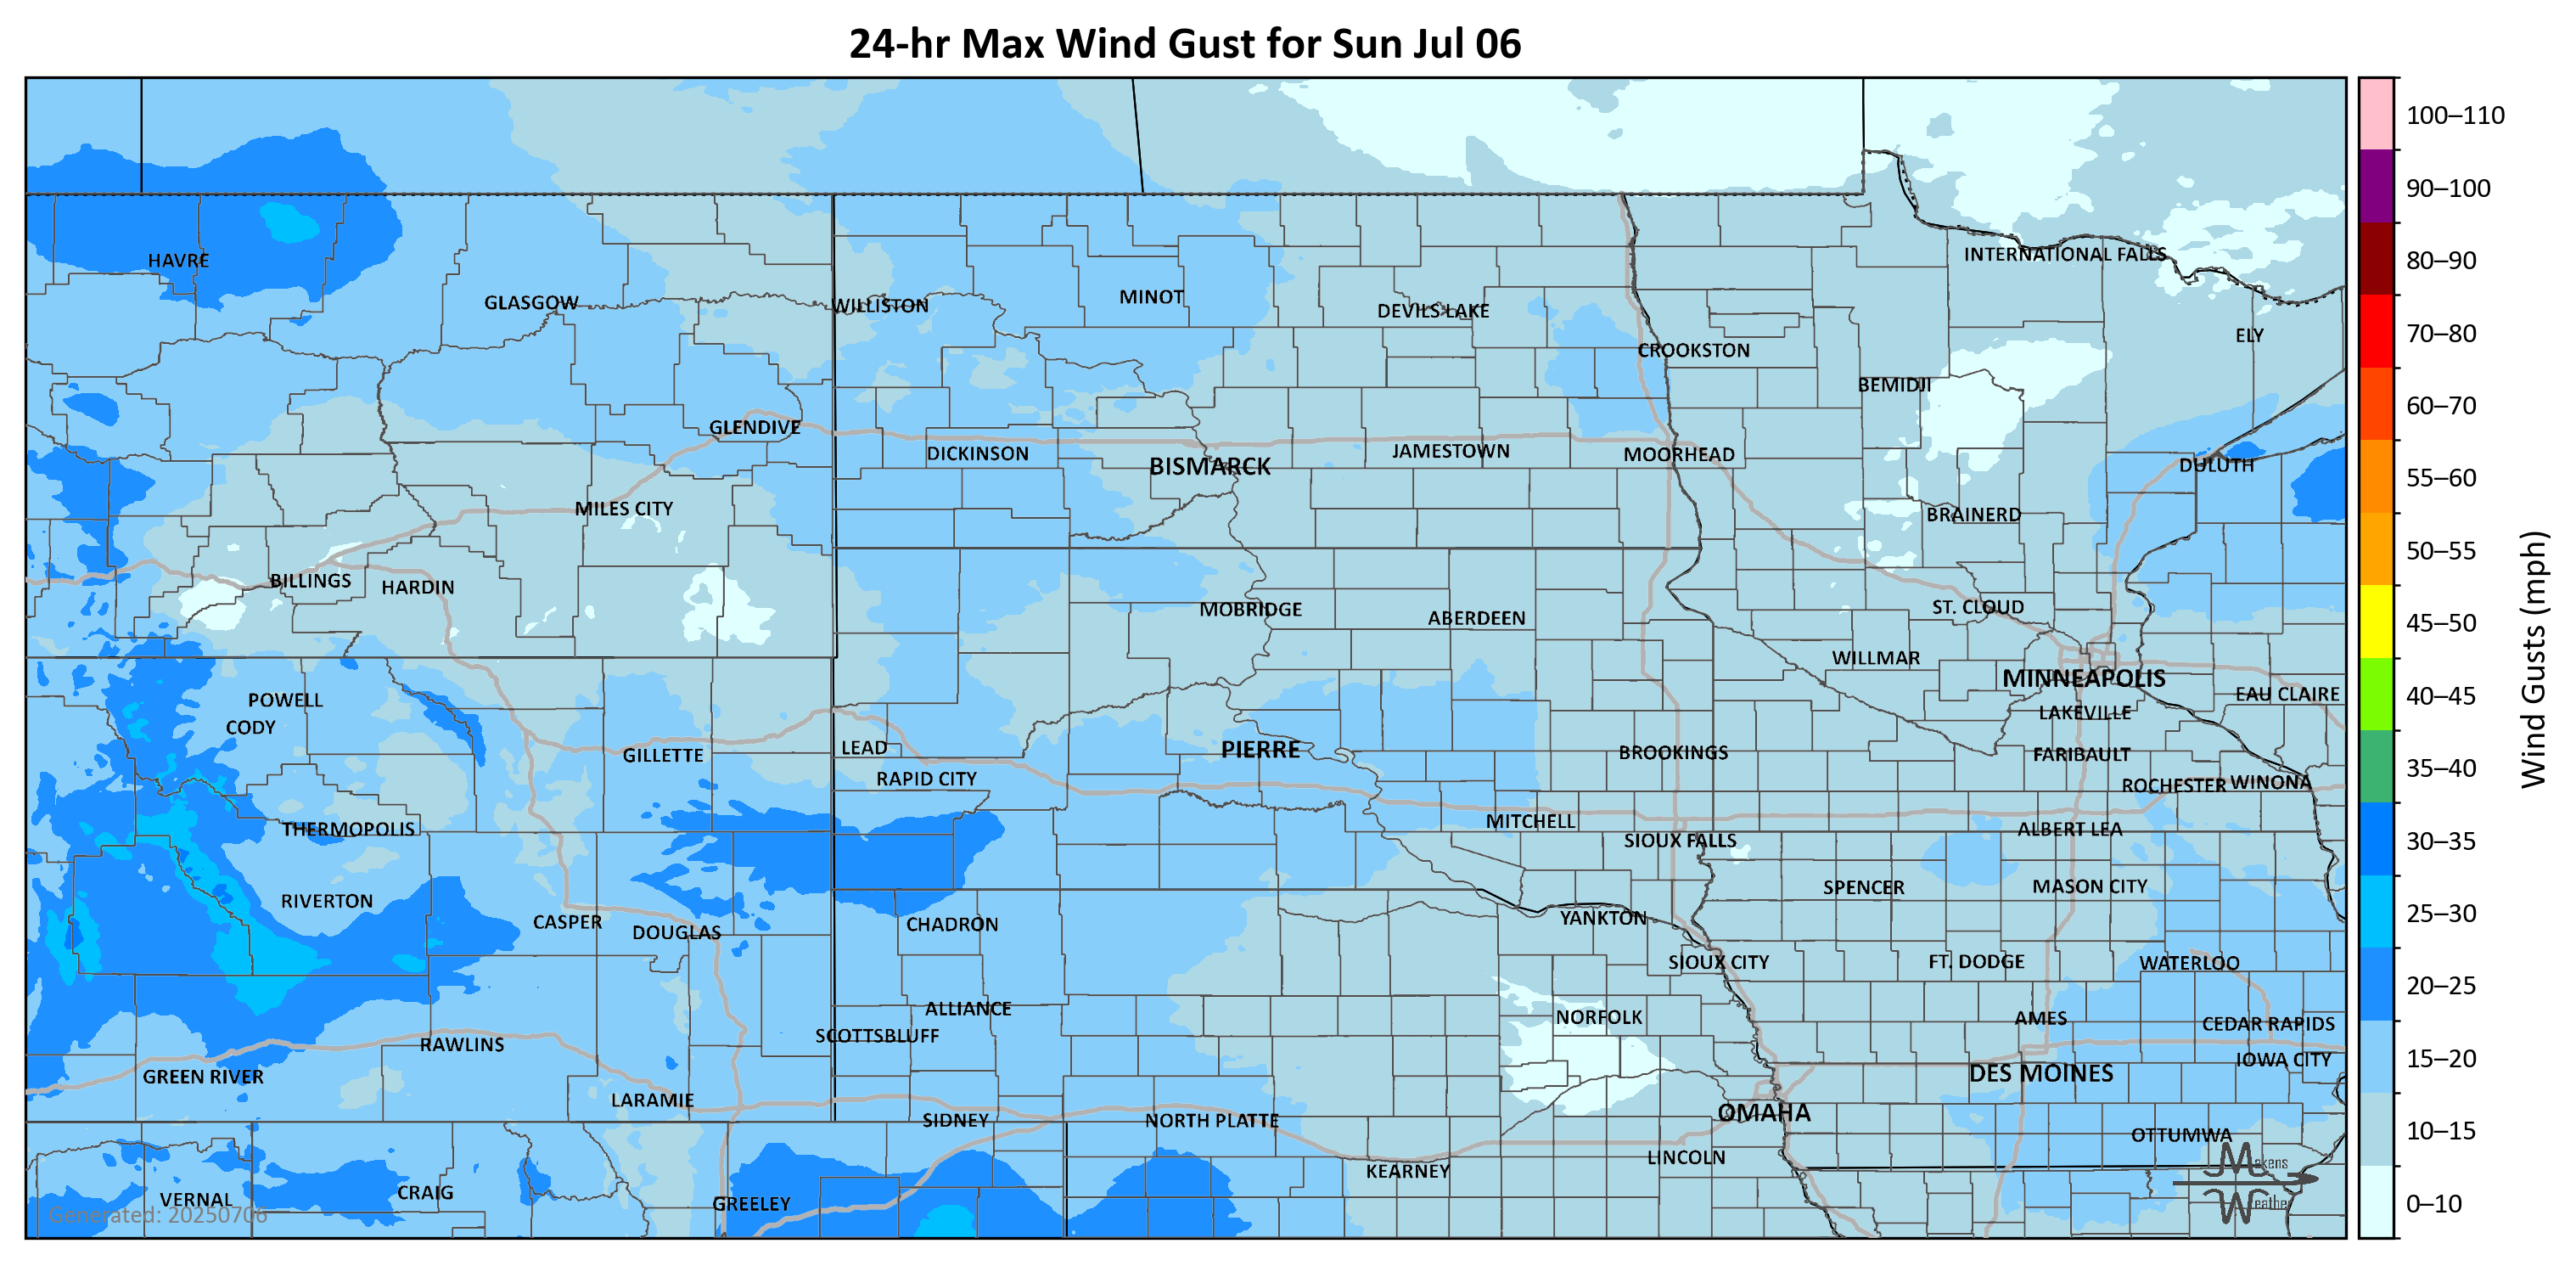 24-hr Max Wind Gust for Sun Jul 06
100–110
90–100
80–90
70–80
60–70
55–60
50–55
45–50
40–45
35–40
30–35
25–30
20–25
15–20
10–15
0–10
Wind Gusts (mph)
HAVRE
INTERNATIONAL FALLS
GLASGOW
WILLISTON
MINOT
DEVILS LAKE
ELY
CROOKSTON
BEMIDJI
GLENDIVE
DICKINSON
BISMARCK
JAMESTOWN
MOORHEAD
DULUTH
MILES CITY
BRAINERD
BILLINGS
HARDIN
MOBRIDGE
ABERDEEN
ST. CLOUD
WILLMAR
MINNEAPOLIS
EAU CLAIRE
POWELL
CODY
LAKEVILLE
GILLETTE
LEAD
PIERRE
BROOKINGS
FARIBAULT
RAPID CITY
ROCHESTER
WINONA
THERMOPOLIS
MITCHELL
SIOUX FALLS
ALBERT LEA
RIVERTON
SPENCER
MASON CITY
CASPER
DOUGLAS
CHADRON
YANKTON
SIOUX CITY
FT. DODGE
WATERLOO
ALLIANCE
NORFOLK
AMES
CEDAR RAPIDS
SCOTTSBLUFF
RAWLINS
IOWA CITY
GREEN RIVER
DES MOINES
LARAMIE
SIDNEY
NORTH PLATTE
OMAHA
OTTUMWA
KEARNEY
LINCOLN
VERNAL
CRAIG
GREELEY
Generated: 20250706
Makens
Weather